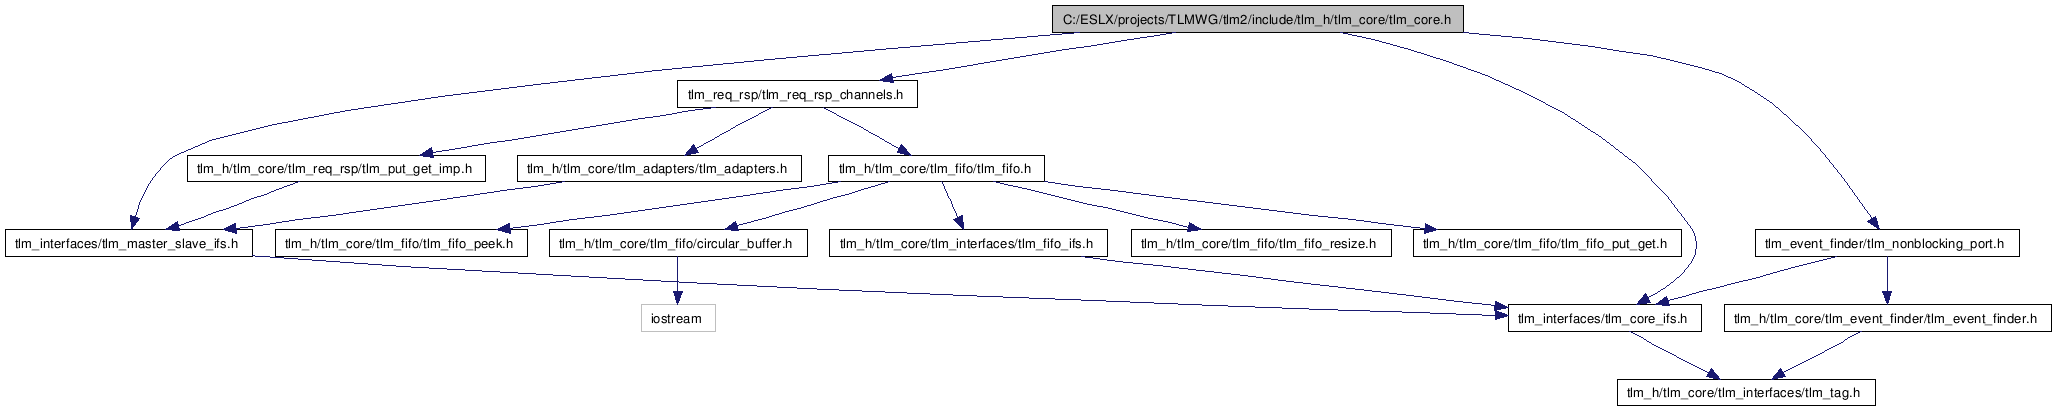 C:/ESLX/projects/TLMWG/tlm2/include/tlm_h/tlm_core/tlm_core.h
tlm_req_rsp/tlm_req_rsp_channels.h
tlm_h/tlm_core/tlm_req_rsp/tlm_put_get_imp.h
tlm_h/tlm_core/tlm_adapters/tlm_adapters.h
tlm_h/tlm_core/tlm_fifo/tlm_fifo.h
tlm_interfaces/tlm_master_slave_ifs.h
tlm_h/tlm_core/tlm_fifo/tlm_fifo_peek.h
tlm_h/tlm_core/tlm_fifo/circular_buffer.h
tlm_h/tlm_core/tlm_interfaces/tlm_fifo_ifs.h
tlm_h/tlm_core/tlm_fifo/tlm_fifo_resize.h
tlm_h/tlm_core/tlm_fifo/tlm_fifo_put_get.h
tlm_event_finder/tlm_nonblocking_port.h
iostream
tlm_interfaces/tlm_core_ifs.h
tlm_h/tlm_core/tlm_event_finder/tlm_event_finder.h
tlm_h/tlm_core/tlm_interfaces/tlm_tag.h